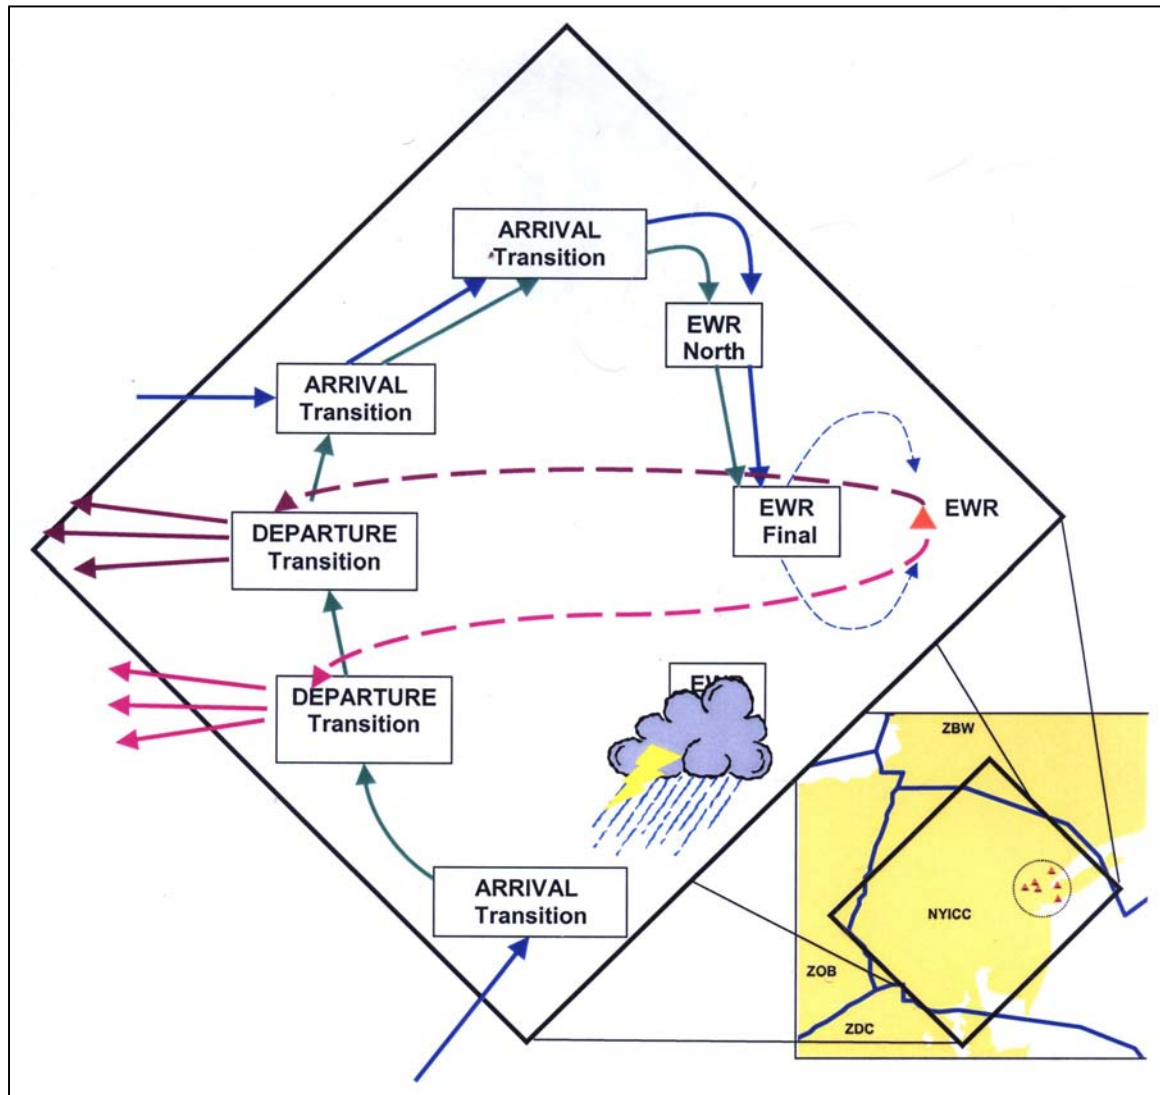 ARRIVAL
Transition
EWR
North
ARRIVAL
Transition
EWR
Final
EWR
DEPARTURE
Transition
DEPARTURE
Transition
EWR
ARRIVAL
Transition
ZBW
NYICC
ZOB
ZDC